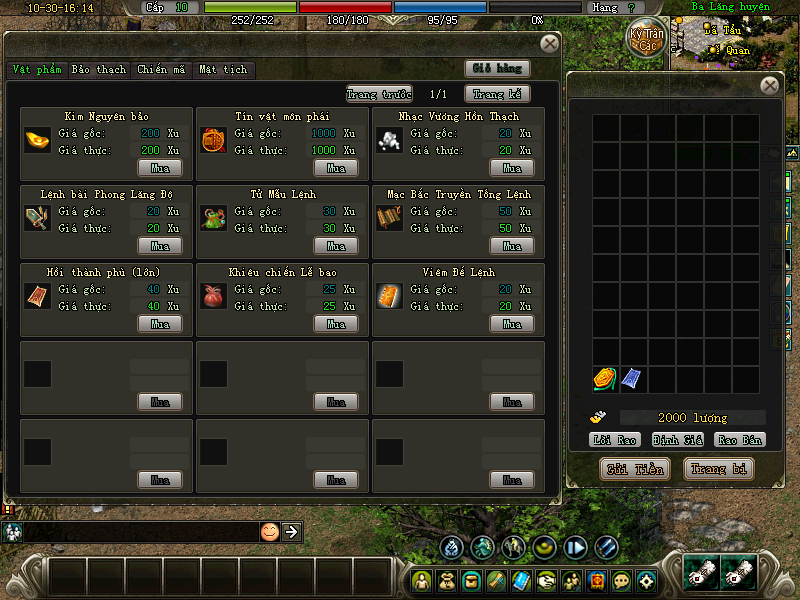 10-30-16:14
Cấp 10
Hạng ?
Ba Lăng huyện
252/252
180/180
95/95
0%
Dã Tẩu
Quan
Kỳ Trân Các
Vật phẩm
Bảo thạch
Chiến mã
Mật tịch
Giỏ hàng
Trang trước
1/1
Trang kế
Kim Nguyên bảo
Giá gốc: 200 Xu
Giá thực: 200 Xu
Mua
Tín vật môn phái
Giá gốc: 1000 Xu
Giá thực: 1000 Xu
Mua
Nhạc Vương Hồn Thạch
Giá gốc: 20 Xu
Giá thực: 20 Xu
Mua
Lệnh bài Phong Lăng Độ
Giá gốc: 20 Xu
Giá thực: 20 Xu
Mua
Tử Mẫu Lệnh
Giá gốc: 30 Xu
Giá thực: 30 Xu
Mua
Mạc Bắc Truyền Tống Lệnh
Giá gốc: 50 Xu
Giá thực: 50 Xu
Mua
Hồi thành phù (lớn)
Giá gốc: 40 Xu
Giá thực: 40 Xu
Mua
Khiêu chiến Lễ bao
Giá gốc: 25 Xu
Giá thực: 25 Xu
Mua
Viêm Đế Lệnh
Giá gốc: 20 Xu
Giá thực: 20 Xu
Mua
Mua
Mua
Mua
Mua
Mua
Mua
2000 lượng
Lời Rao
Định Giá
Rao Bán
Gửi Tiền
Trang bị